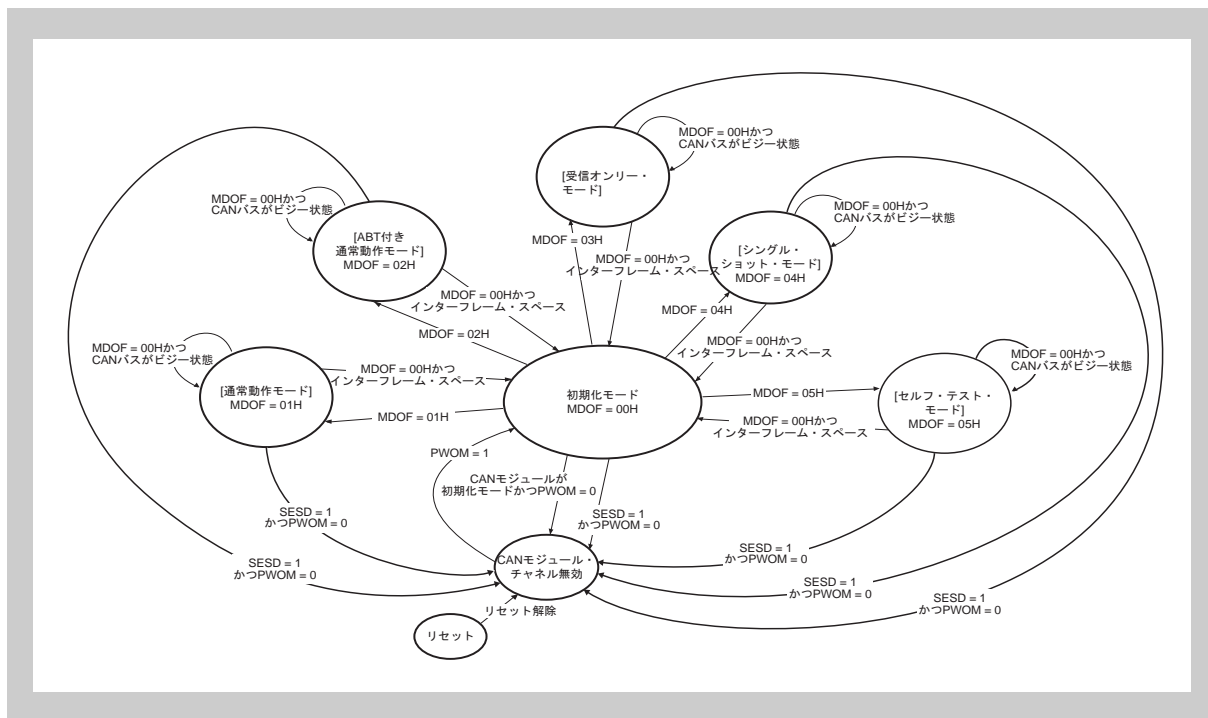 MDOF = 00Hかつ
CANバスがビジー状態
[受信オンリー・
モード]
MDOF = 00Hかつ
CANバスがビジー状態
[ABT付き
通常動作モード]
MDOF = 02H
MDOF = 00Hかつ
CANバスがビジー状態
[シングル・
ショット・モード]
MDOF = 04H
MDOF = 03H
MDOF = 00Hかつ
インターフレーム・スペース
MDOF = 00Hかつ
インターフレーム・スペース
MDOF = 04H
MDOF = 02H
MDOF = 00Hかつ
インターフレーム・スペース
MDOF = 00Hかつ
CANバスがビジー状態
[通常動作モード]
MDOF = 01H
MDOF = 00Hかつ
インターフレーム・スペース
MDOF = 01H
初期化モード
MDOF = 00H
MDOF = 05H
MDOF = 00Hかつ
インターフレーム・スペース
MDOF = 00Hかつ
CANバスがビジー状態
[セルフ・テスト・
モード]
MDOF = 05H
PWOM = 1
CANモジュールが
初期化モードかつPWOM = 0
SESD = 1
かつPWOM = 0
SESD = 1
かつPWOM = 0
SESD = 1
かつPWOM = 0
CANモジュール・
チャネル無効
SESD = 1
かつPWOM = 0
SESD = 1
かつPWOM = 0
SESD = 1
かつPWOM = 0
リセット解除
リセット